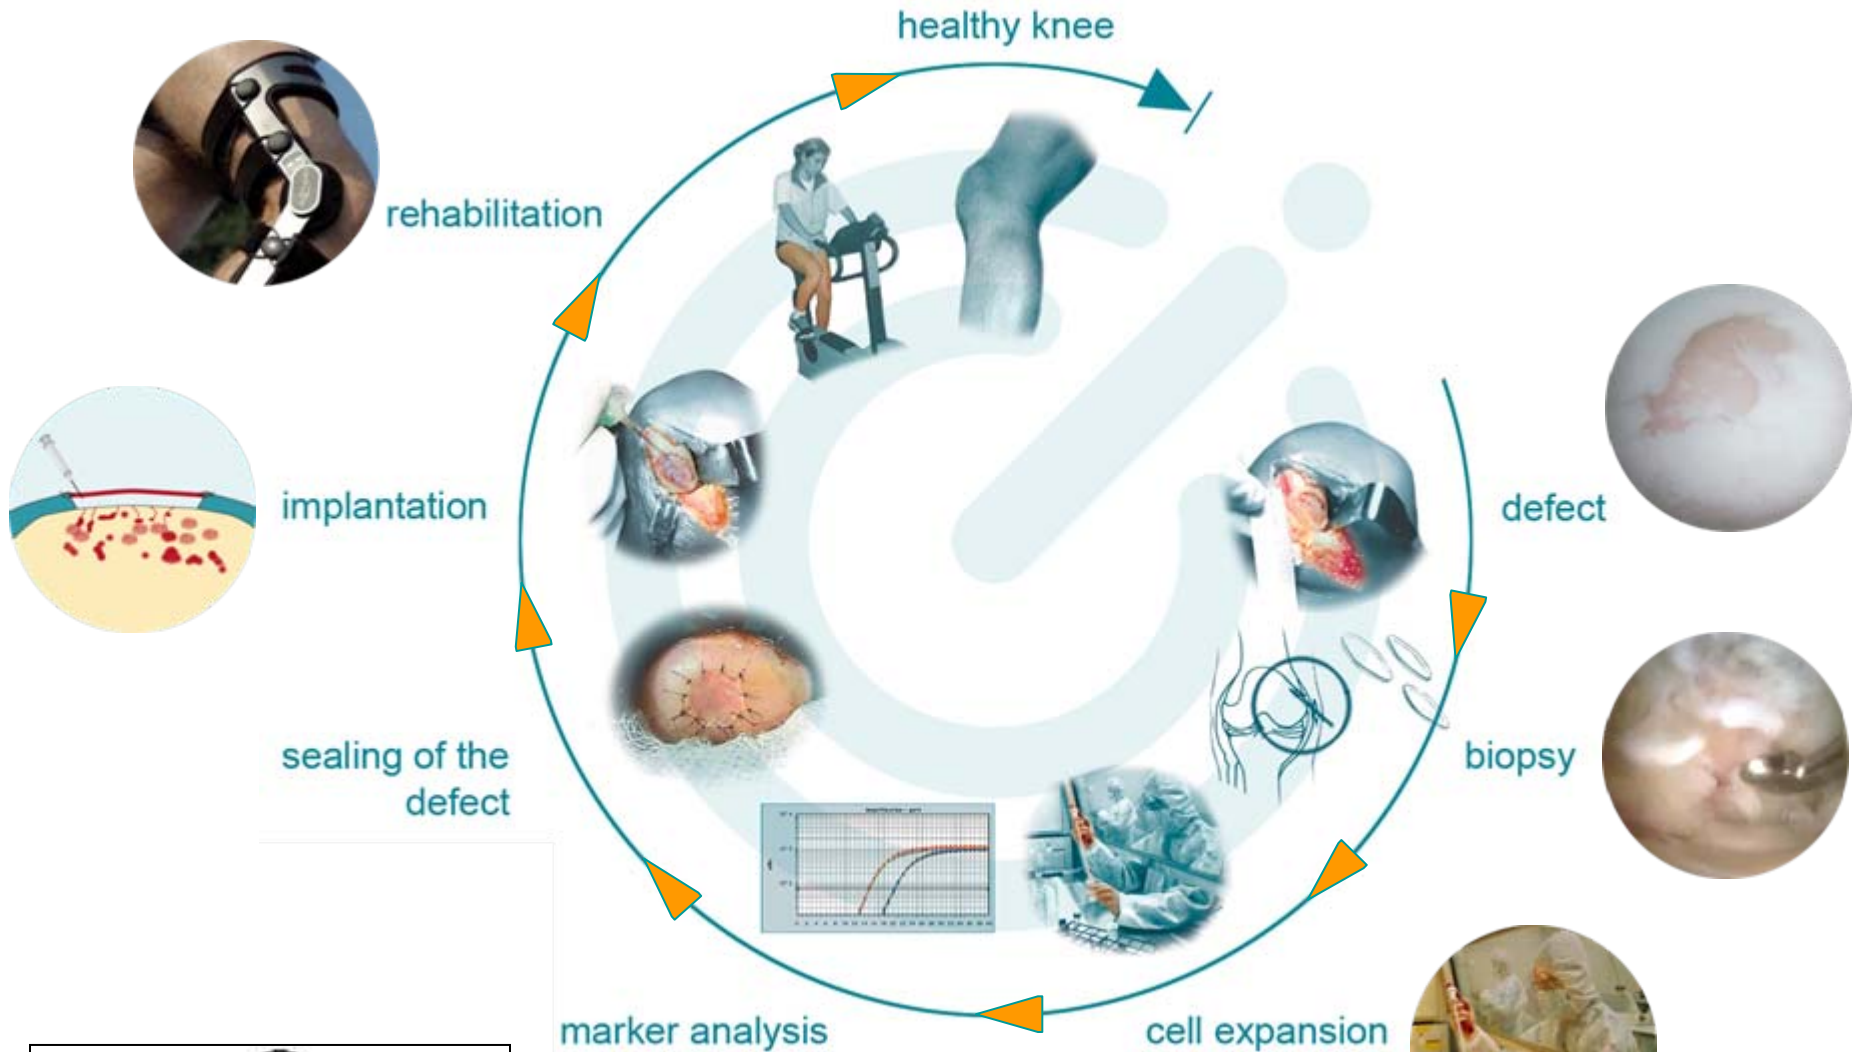 healthy knee
rehabilitation
implantation
defect
sealing of the
defect
biopsy
marker analysis
cell expansion